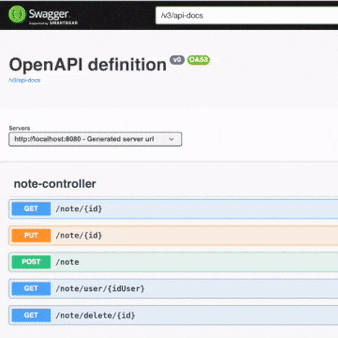 Swagger
Supported by SMARTBEAR
/v3/api-docs
OpenAPI definition v0 OAS3
/v3/api-docs
Servers
http://localhost:8080 - Generated server url
note-controller
GET /note/{id}
PUT /note/{id}
POST /note
GET /note/user/{idUser}
GET /note/delete/{id}